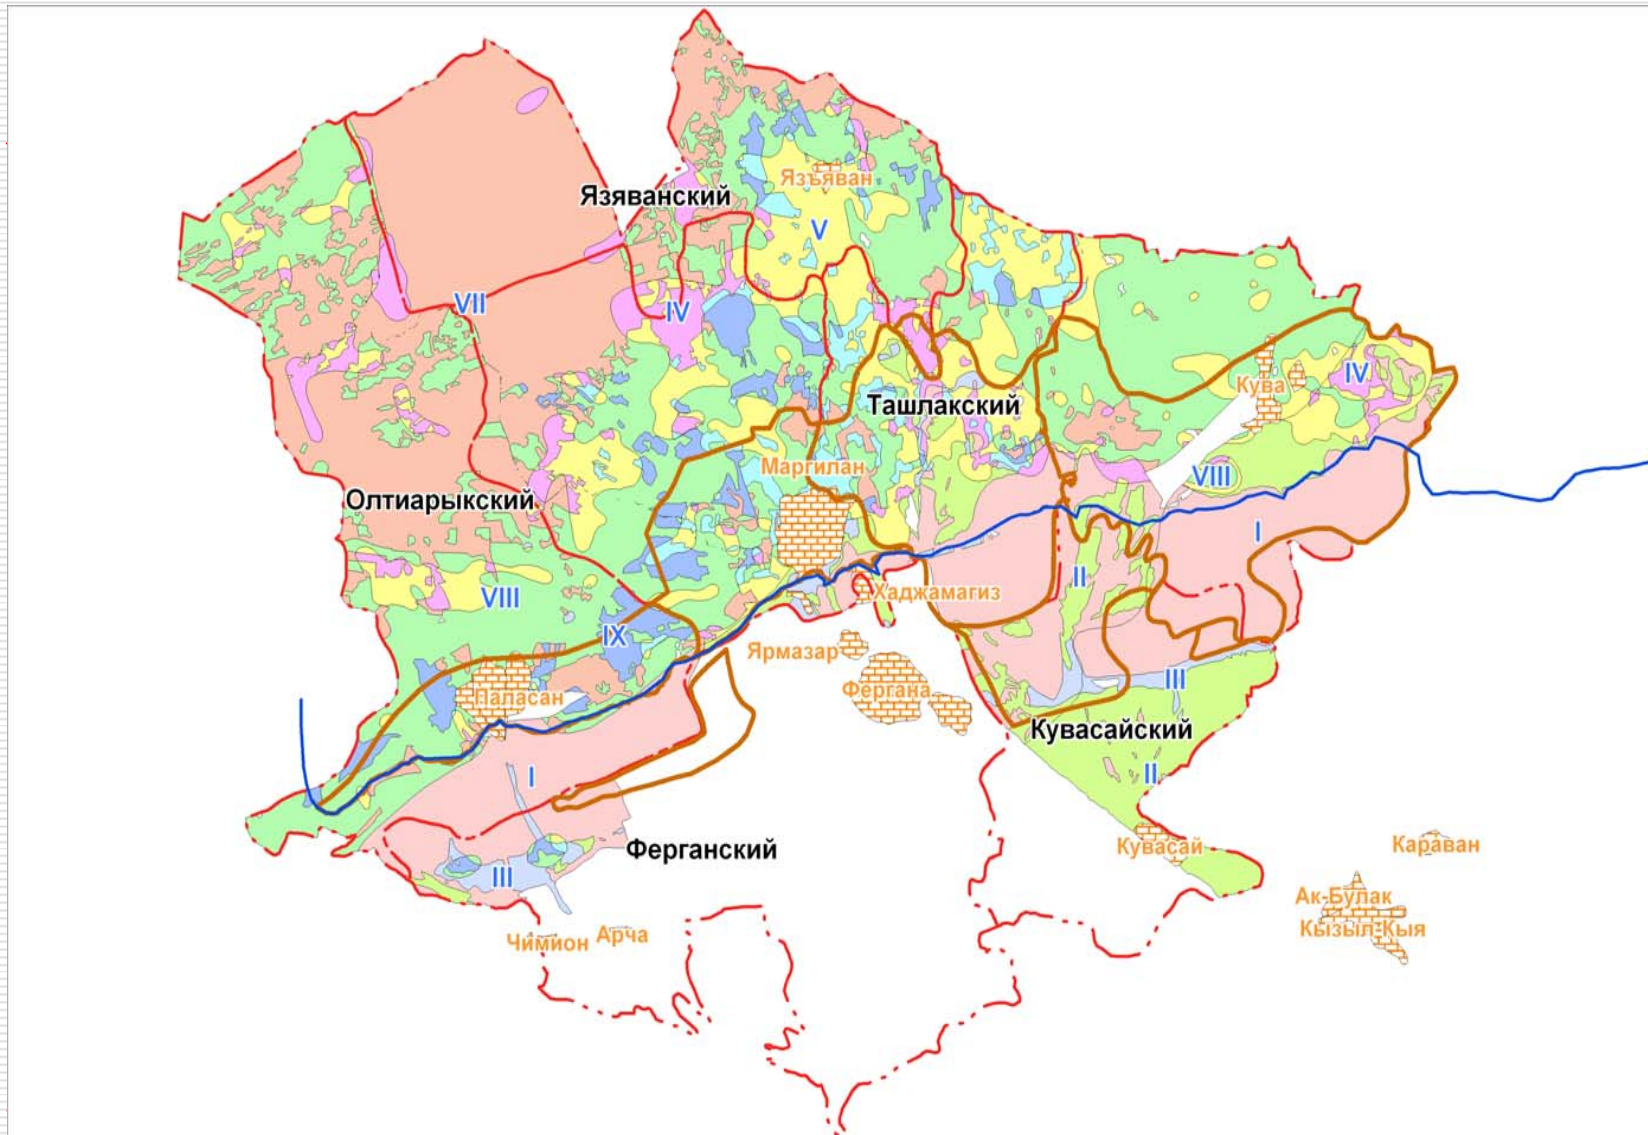 Язяванский
Язъяван
V
VII
IV
IV
Кува
Ташлакский
Маргилан
VIII
Олтиарыкский
I
II
VIII
Хаджамагиз
IX
Ярмазар
Фергана
III
Паласан
Кувасайский
II
I
Кувасай
Караван
Ферганский
III
Ак-Булак
Кызыл-Кыя
Чимион
Арча